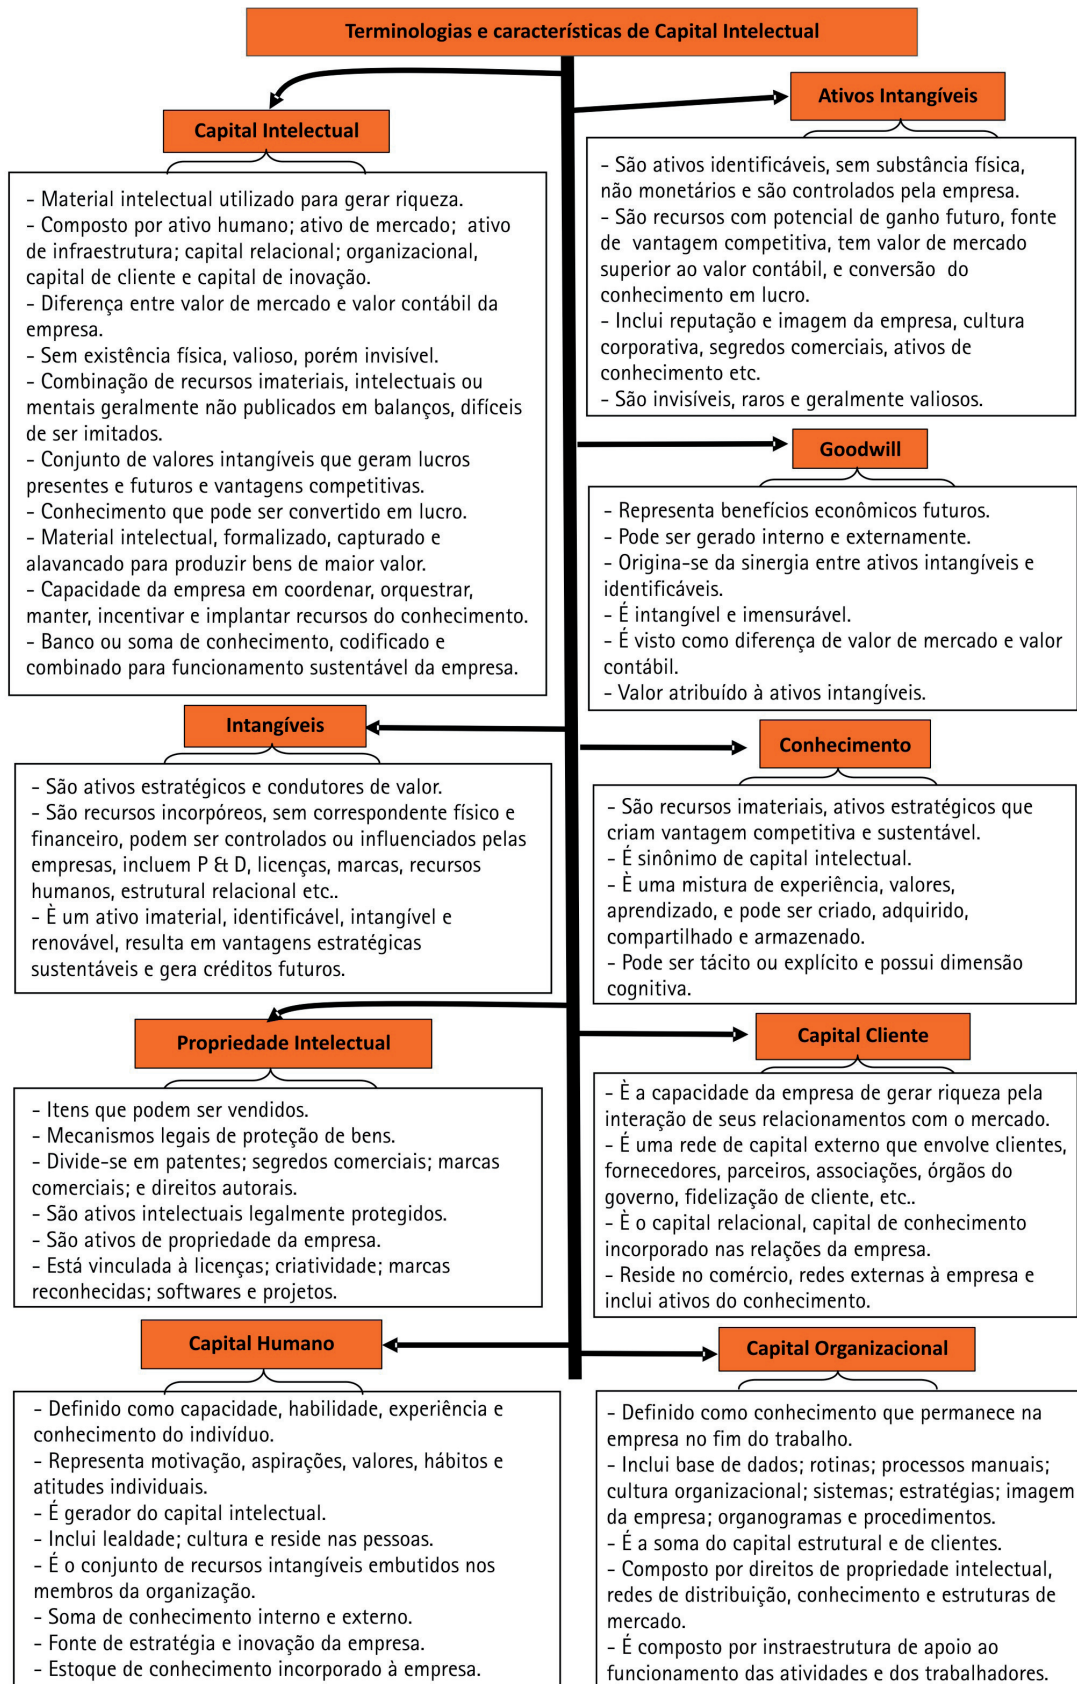 Terminologias e características de Capital Intelectual
Capital Intelectual
- Material intelectual utilizado para gerar riqueza.
- Composto por ativo humano; ativo de mercado; ativo
de infraestrutura; capital relacional; organizacional,
capital de cliente e capital de inovação.
- Diferença entre valor de mercado e valor contábil da
empresa.
- Sem existência física, valioso, porém invisível.
- Combinação de recursos imateriais, intelectuais ou
mentais geralmente não publicados em balanços, difíceis
de ser imitados.
- Conjunto de valores intangíveis que geram lucros
presentes e futuros e vantagens competitivas.
- Conhecimento que pode ser convertido em lucro.
- Material intelectual, formalizado, capturado e
alavancado para produzir bens de maior valor.
- Capacidade da empresa em coordenar, orquestrar,
manter, incentivar e implantar recursos do conhecimento.
- Banco ou soma de conhecimento, codificado e
combinado para funcionamento sustentável da empresa.
Ativos Intangíveis
- São ativos identificáveis, sem substância física,
não monetários e são controlados pela empresa.
- São recursos com potencial de ganho futuro, fonte
de vantagem competitiva, tem valor de mercado
superior ao valor contábil, e conversão do
conhecimento em lucro.
- Inclui reputação e imagem da empresa, cultura
corporativa, segredos comerciais, ativos de
conhecimento etc.
- São invisíveis, raros e geralmente valiosos.
Goodwill
- Representa benefícios econômicos futuros.
- Pode ser gerado interno e externamente.
- Origina-se da sinergia entre ativos intangíveis e
identificáveis.
- É intangível e imensurável.
- É visto como diferença de valor de mercado e valor
contábil.
- Valor atribuído à ativos intangíveis.
Intangíveis
- São ativos estratégicos e condutores de valor.
- São recursos incorpóreos, sem correspondente físico e
financeiro, podem ser controlados ou influenciados pelas
empresas, incluem P & D, licenças, marcas, recursos
humanos, estrutural relacional etc..
- È um ativo imaterial, identificável, intangível e
renovável, resulta em vantagens estratégicas
sustentáveis e gera créditos futuros.
Conhecimento
- São recursos imateriais, ativos estratégicos que
criam vantagem competitiva e sustentável.
- É sinônimo de capital intelectual.
- È uma mistura de experiência, valores,
aprendizado, e pode ser criado, adquirido,
compartilhado e armazenado.
- Pode ser tácito ou explícito e possui dimensão
cognitiva.
Propriedade Intelectual
- Itens que podem ser vendidos.
- Mecanismos legais de proteção de bens.
- Divide-se em patentes; segredos comerciais; marcas
comerciais; e direitos autorais.
- São ativos intelectuais legalmente protegidos.
- São ativos de propriedade da empresa.
- Está vinculada à licenças; criatividade; marcas
reconhecidas; softwares e projetos.
Capital Cliente
- È a capacidade da empresa de gerar riqueza pela
interação de seus relacionamentos com o mercado.
- É uma rede de capital externo que envolve clientes,
fornecedores, parceiros, associações, órgãos do
governo, fidelização de cliente, etc..
- È o capital relacional, capital de conhecimento
incorporado nas relações da empresa.
- Reside no comércio, redes externas à empresa e
inclui ativos do conhecimento.
Capital Humano
- Definido como capacidade, habilidade, experiência e
conhecimento do indivíduo.
- Representa motivação, aspirações, valores, hábitos e
atitudes individuais.
- É gerador do capital intelectual.
- Inclui lealdade; cultura e reside nas pessoas.
- É o conjunto de recursos intangíveis embutidos nos
membros da organização.
- Soma de conhecimento interno e externo.
- Fonte de estratégia e inovação da empresa.
- Estoque de conhecimento incorporado à empresa.
Capital Organizacional
- Definido como conhecimento que permanece na
empresa no fim do trabalho.
- Inclui base de dados; rotinas; processos manuais;
cultura organizacional; sistemas; estratégias; imagem
da empresa; organogramas e procedimentos.
- É a soma do capital estrutural e de clientes.
- Composto por direitos de propriedade intelectual,
redes de distribuição, conhecimento e estruturas de
mercado.
- É composto por instraestrutura de apoio ao
funcionamento das atividades e dos trabalhadores.